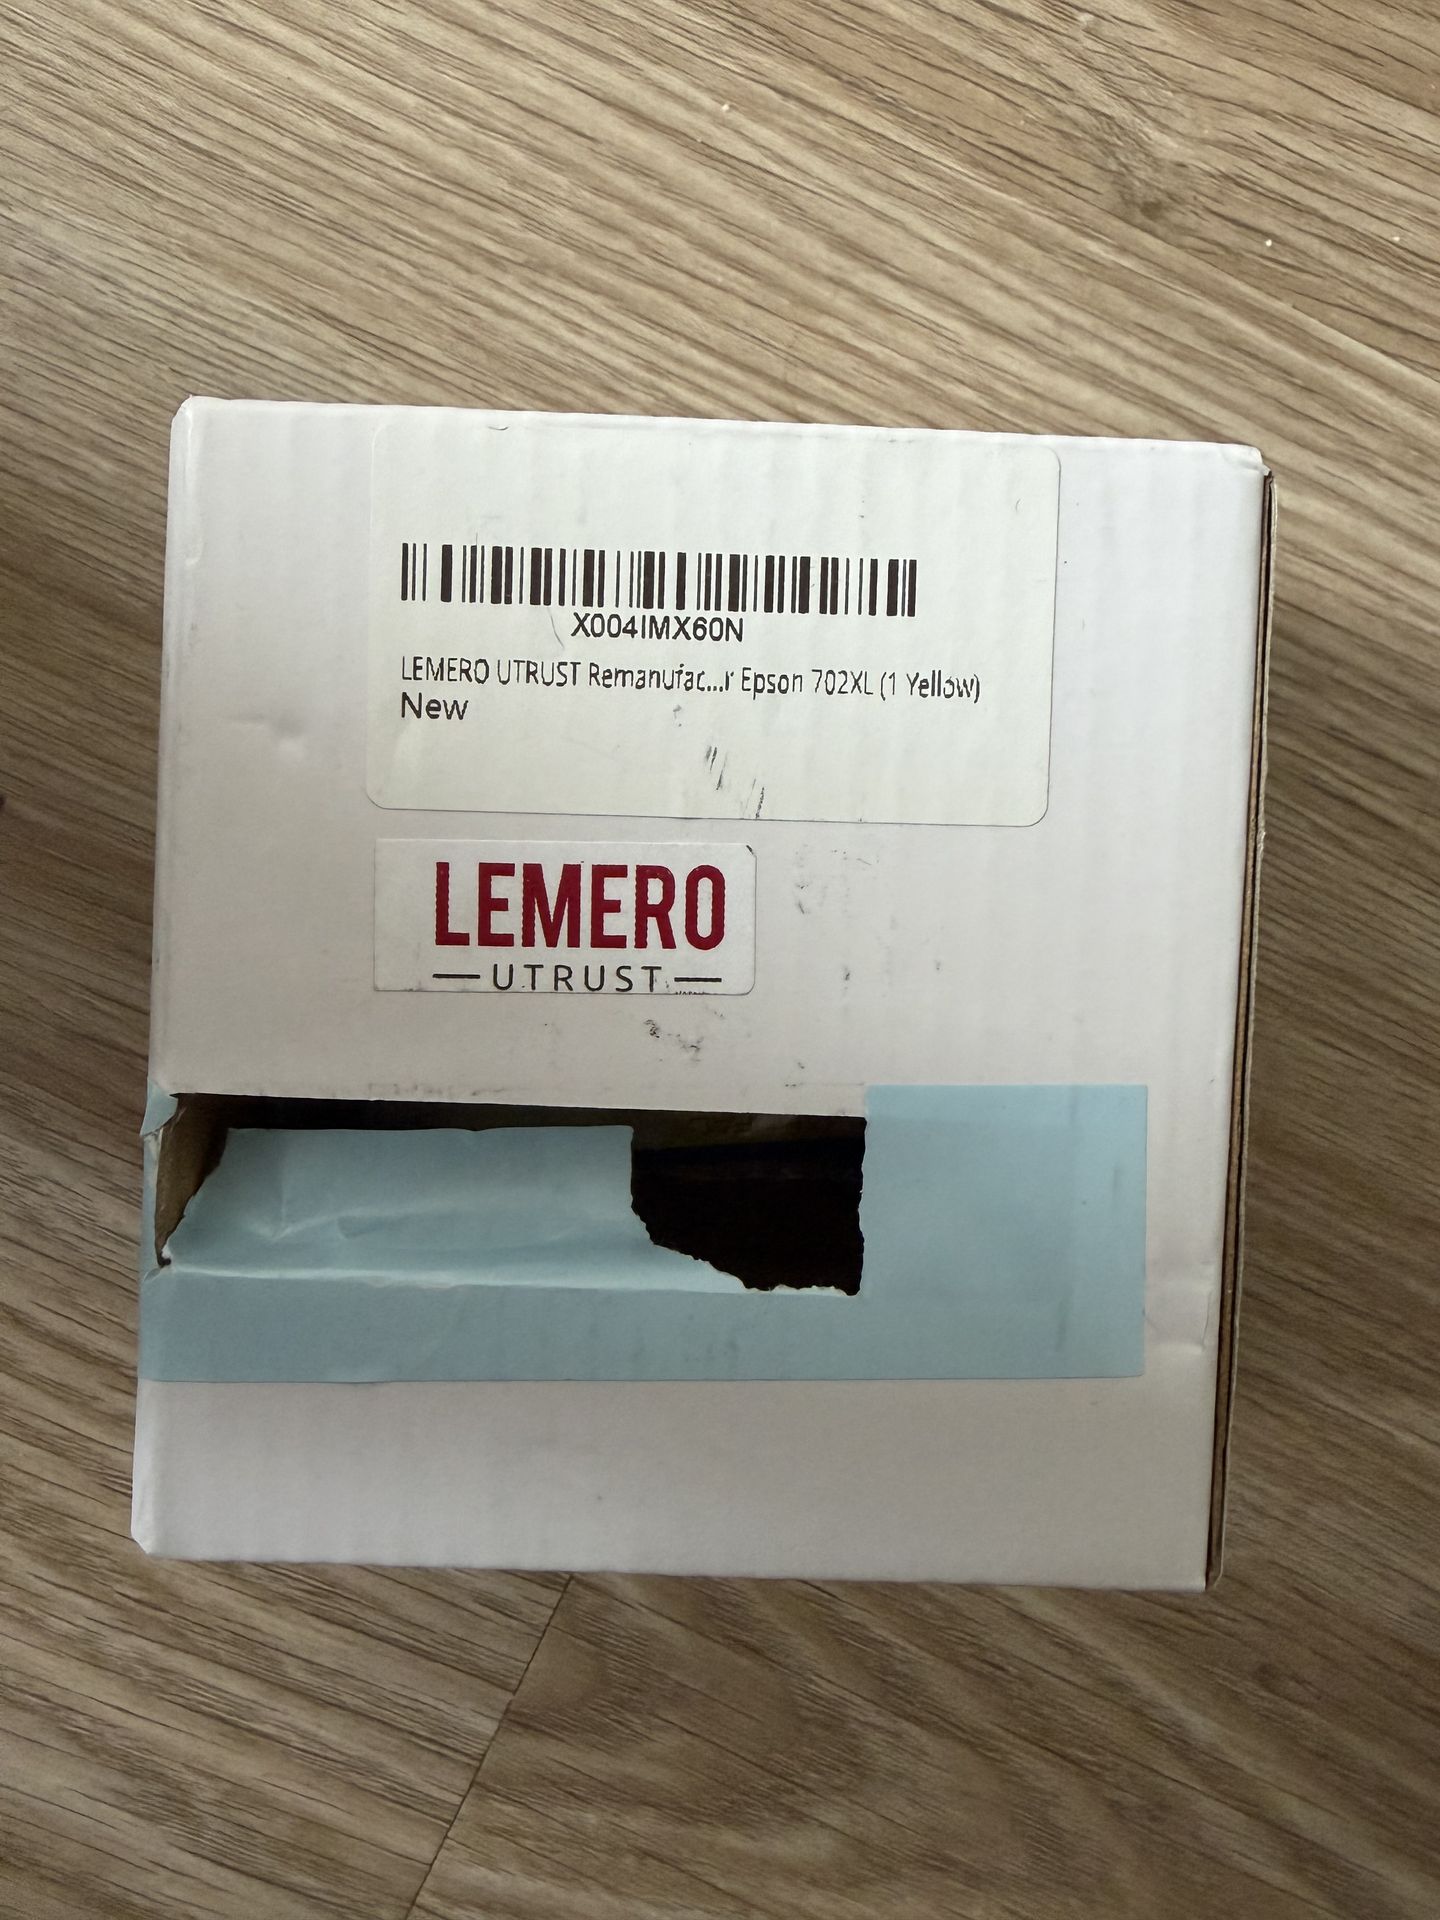 X004IMX60N
LEMERO UTRUST Remanufac...r Epson 702XL (1 Yellow)
New
LEMERO
UTRUST